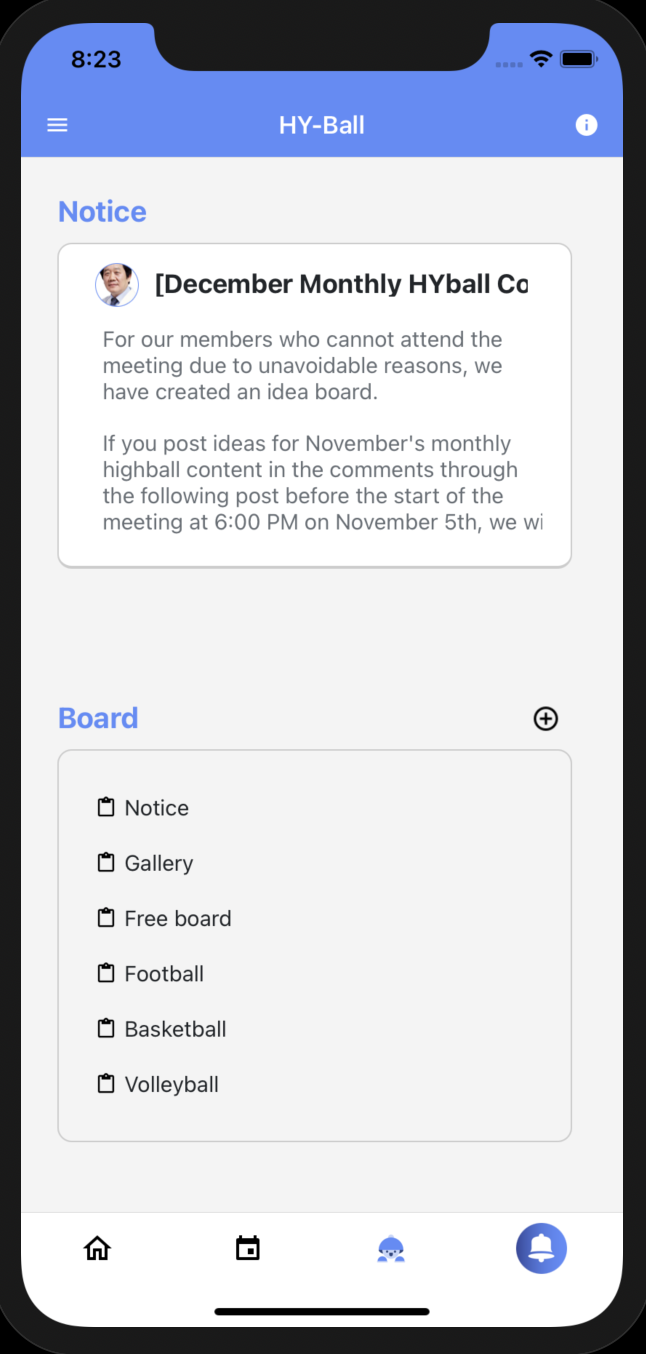 8:23
HY-Ball
Notice
[December Monthly HYball Co
For our members who cannot attend the
meeting due to unavoidable reasons, we
have created an idea board.
If you post ideas for November's monthly
highball content in the comments through
the following post before the start of the
meeting at 6:00 PM on November 5th, we wi
Board
Notice
Gallery
Free board
Football
Basketball
Volleyball